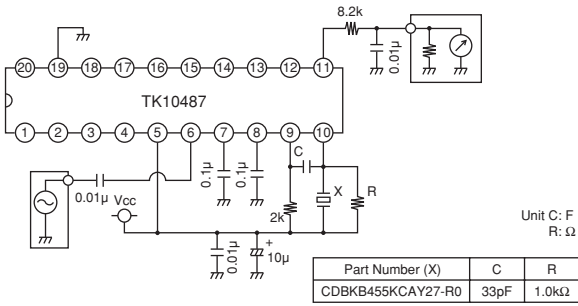 8.2k
0.01μ
20 19 18 17 16 15 14 13 12 11
TK10487
1 2 3 4 5 6 7 8 9 10
C
0.1μ
0.1μ
0.01μ
Vcc
X
R
2k
Unit C: F
R: Ω
0.01μ
+
10μ
Part Number (X) C R
CDBKB455KCAY27-R0 33pF 1.0kΩ